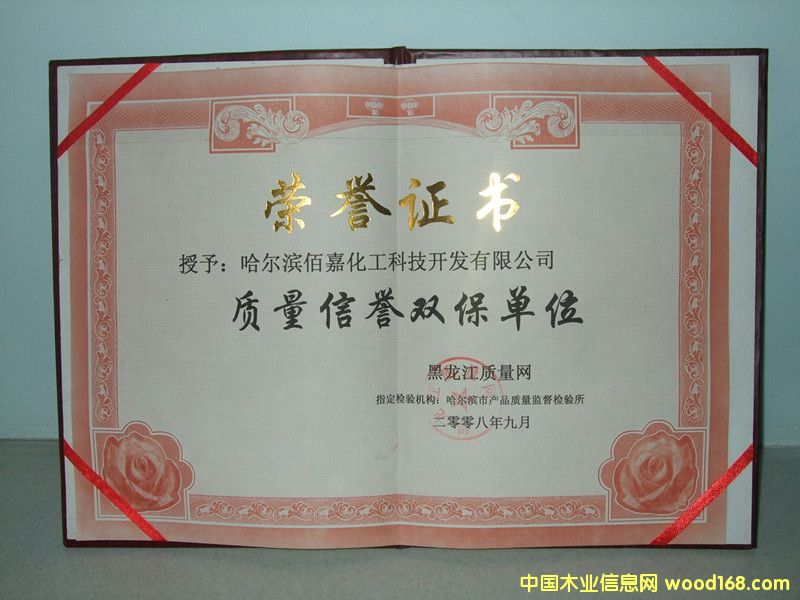 荣誉证书
授予：哈尔滨佰嘉化工科技开发有限公司
质量信誉双保单位
黑龙江质量网
指定检验机构：哈尔滨市产品质量监督检验所
二零零八年九月
中国木业信息网 wood168.com